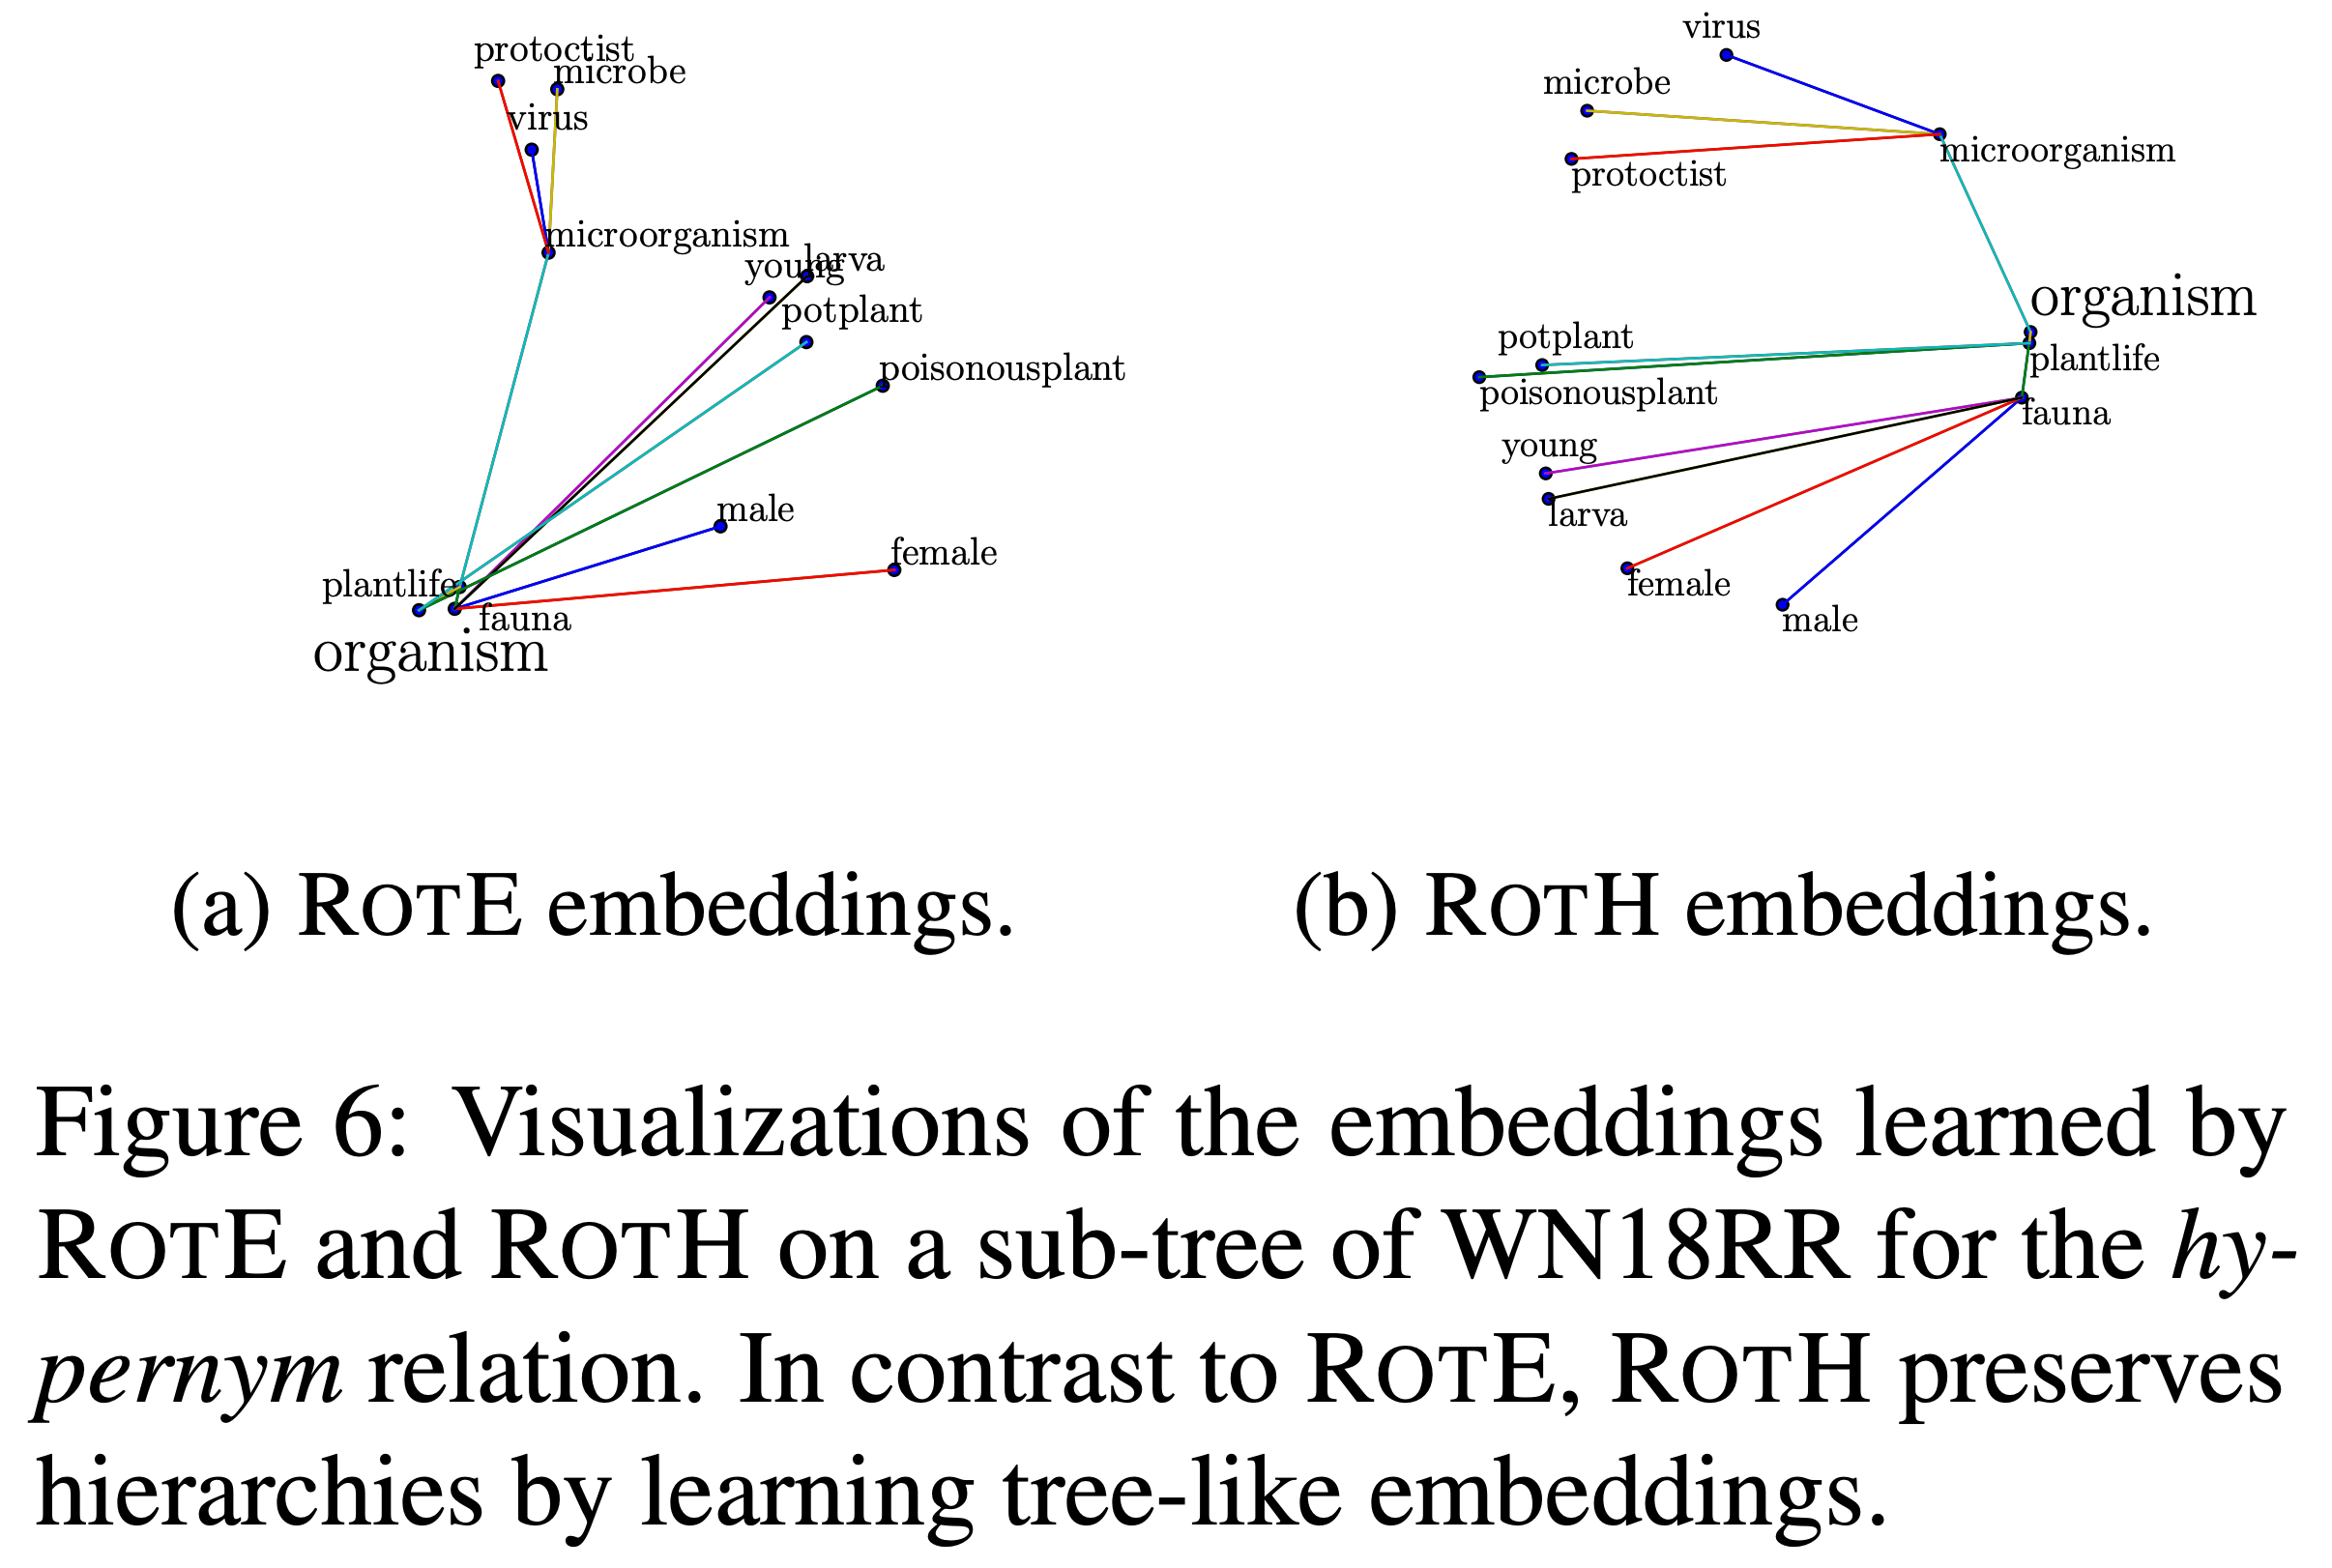 protoctist
microbe
virus
microorganism
young
larva
potplant
poisonousplant
male
female
plantlife
fauna
organism
virus
microbe
microorganism
protoctist
organism
potplant
plantlife
poisonousplant
fauna
young
larva
female
male
(a) ROTE embeddings.
(b) ROTH embeddings.
Figure 6: Visualizations of the embeddings learned by
ROTE and ROTH on a sub-tree of WN18RR for the hy-
pernym relation. In contrast to ROTE, ROTH preserves
hierarchies by learning tree-like embeddings.